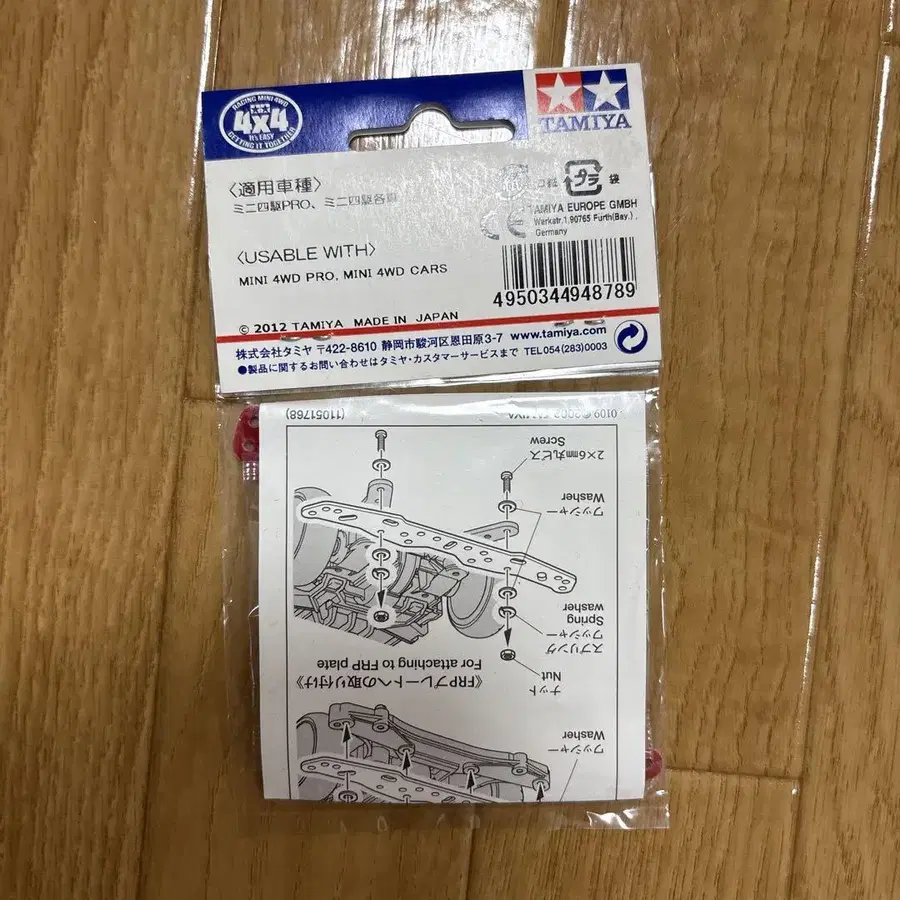 RACING MINI 4WD
4x4
It's EASY
GETTING IT TOGETHER
TAMIYA
〈適用車種〉
ミニ四駆PRO、ミニ四駆各車
〈USABLE WITH〉
MINI 4WD PRO, MINI 4WD CARS
プラ
袋
TAMIYA EUROPE GMBH
Werkstr.1,90765 Furth(Bay.),
Germany
4950344948789
© 2012 TAMIYA MADE IN JAPAN
株式会社タミヤ 〒422-8610 静岡市駿河区恩田原3-7 www.tamiya.com
●製品に関するお問い合わせはタミヤ・カスタマーサービスまで TEL054(283)0003
(11051768)
2×6mm丸ビス
Screw
ワッシャー
Washer
スプリング
ワッシャー
Spring
washer
ナット
Nut
《FRPプレートへの取り付け》
For attaching to FRP plate
ワッシャー
Washer